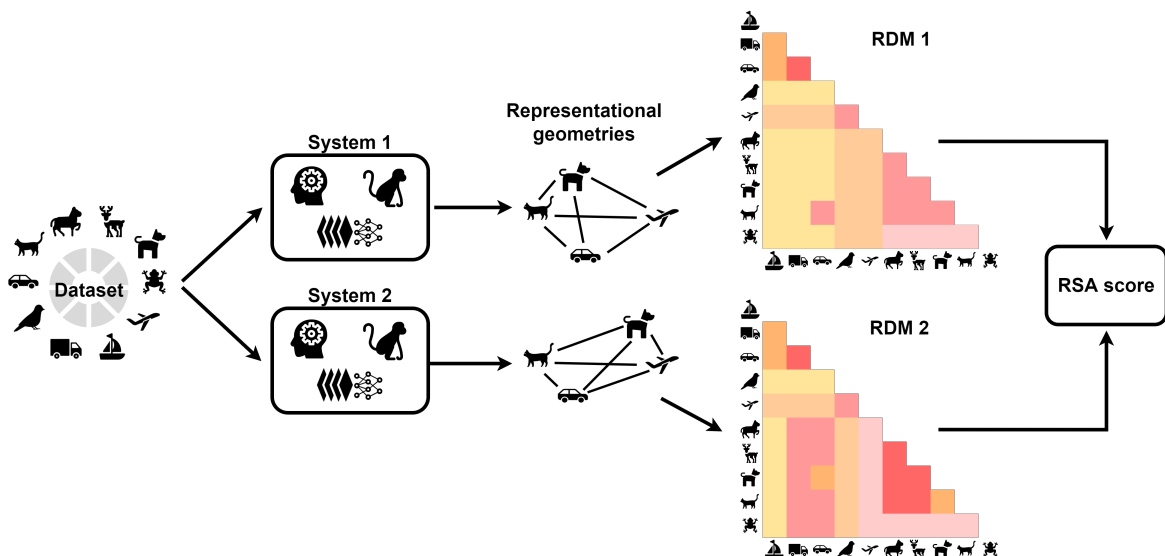 Dataset
System 1
System 2
Representational
geometries
RDM 1
RDM 2
RSA score